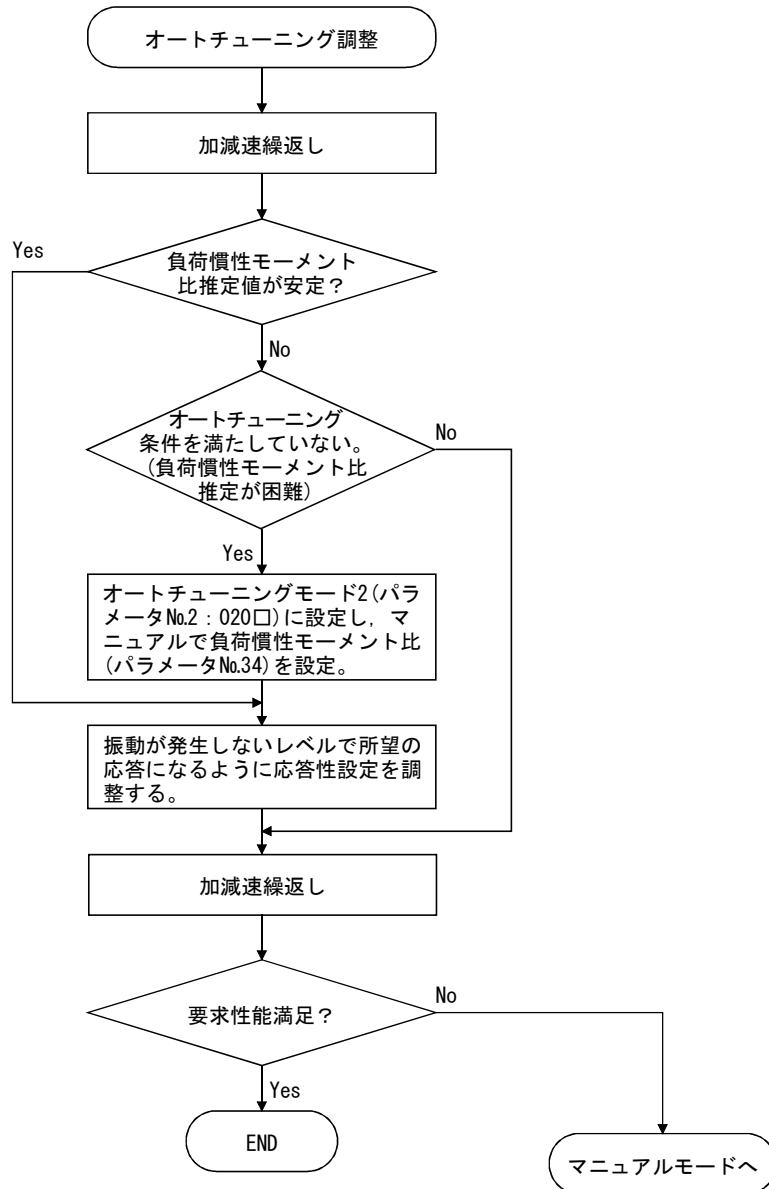 オートチューニング調整
加減速繰返し
Yes
負荷慣性モーメント
比推定値が安定？
No
オートチューニング
条件を満たしていない。
(負荷慣性モーメント比
推定が困難)
No
Yes
オートチューニングモード2(パラ
メータ№2：020□)に設定し，マ
ニュアルで負荷慣性モーメント比
(パラメータ№34)を設定。
振動が発生しないレベルで所望の
応答になるように応答性設定を調
整する。
加減速繰返し
要求性能満足？
No
Yes
END
マニュアルモードへ